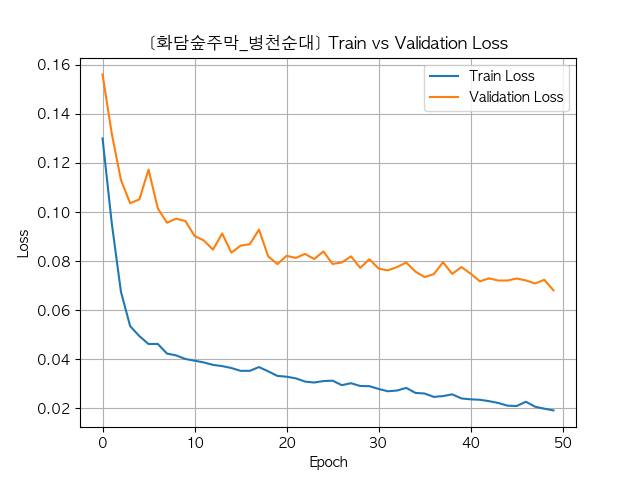 [화담숲주막_병천순대] Train vs Validation Loss
0.16
0.14
0.12
0.10
0.08
0.06
0.04
0.02
Loss
Train Loss
Validation Loss
0
10
20
30
40
50
Epoch